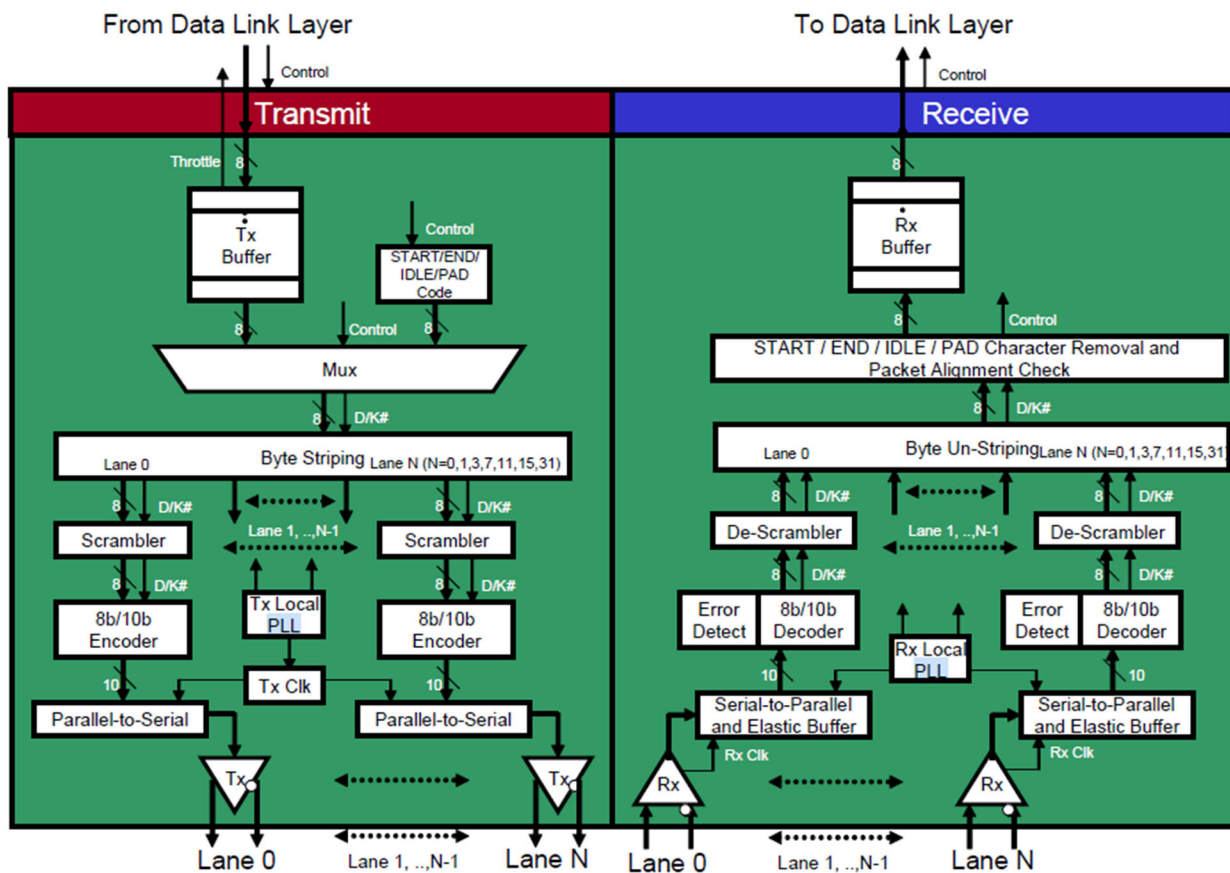 From Data Link Layer
To Data Link Layer
Control
Control
Transmit
Receive
Throttle
8
8
Tx
Buffer
Control
START/END/
IDLE/PAD
Code
Rx
Buffer
8
Control
8
8
Control
Mux
START / END / IDLE / PAD Character Removal and
Packet Alignment Check
8
D/K#
8
D/K#
Lane 0
Byte Striping
Lane N (N=0,1,3,7,11,15,31)
Lane 0
Byte Un-Striping
Lane N (N=0,1,3,7,11,15,31)
8
D/K#
8
D/K#
8
D/K#
8
D/K#
Scrambler
Lane 1, ..,N-1
Scrambler
De-Scrambler
Lane 1, ..,N-1
De-Scrambler
8
D/K#
8
D/K#
8
D/K#
8
D/K#
8b/10b
Encoder
Tx Local
PLL
8b/10b
Encoder
Error
Detect
8b/10b
Decoder
Rx Local
PLL
Error
Detect
8b/10b
Decoder
10
Tx Clk
10
10
10
Parallel-to-Serial
Parallel-to-Serial
Serial-to-Parallel
and Elastic Buffer
Serial-to-Parallel
and Elastic Buffer
Rx Clk
Rx Clk
Tx
Tx
Rx
Rx
Lane 0
Lane 1, ..,N-1
Lane N
Lane 0
Lane 1, ..,N-1
Lane N